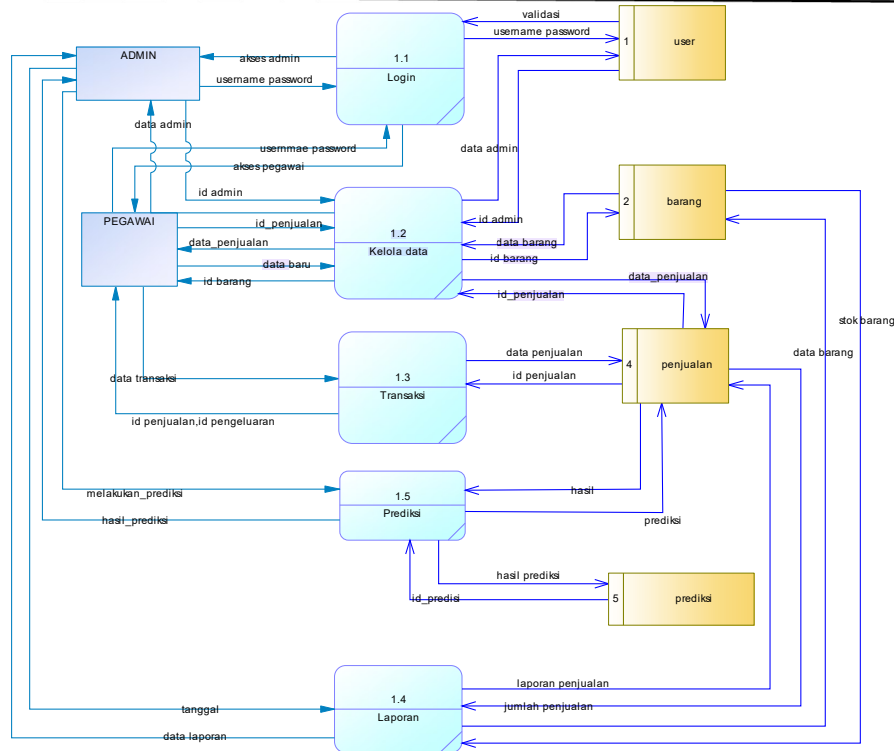 validasi
username password
1
user
ADMIN
akses admin
1.1
Login
username password
data admin
usernmae password
akses pegawai
data admin
id admin
2
barang
PEGAWAI
id_penjualan
1.2
id admin
data_penjualan
Kelola data
data barang
data baru
id barang
id barang
data_penjualan
id_penjualan
stok barang
data penjualan
data barang
4
penjualan
1.3
data transaksi
Transaksi
id penjualan
id penjualan,id pengeluaran
melakukan_prediksi
1.5
hasil
hasil_prediksi
Prediksi
prediksi
hasil prediksi
id_predisi
5
prediksi
laporan penjualan
1.4
tanggal
Laporan
jumlah penjualan
data laporan